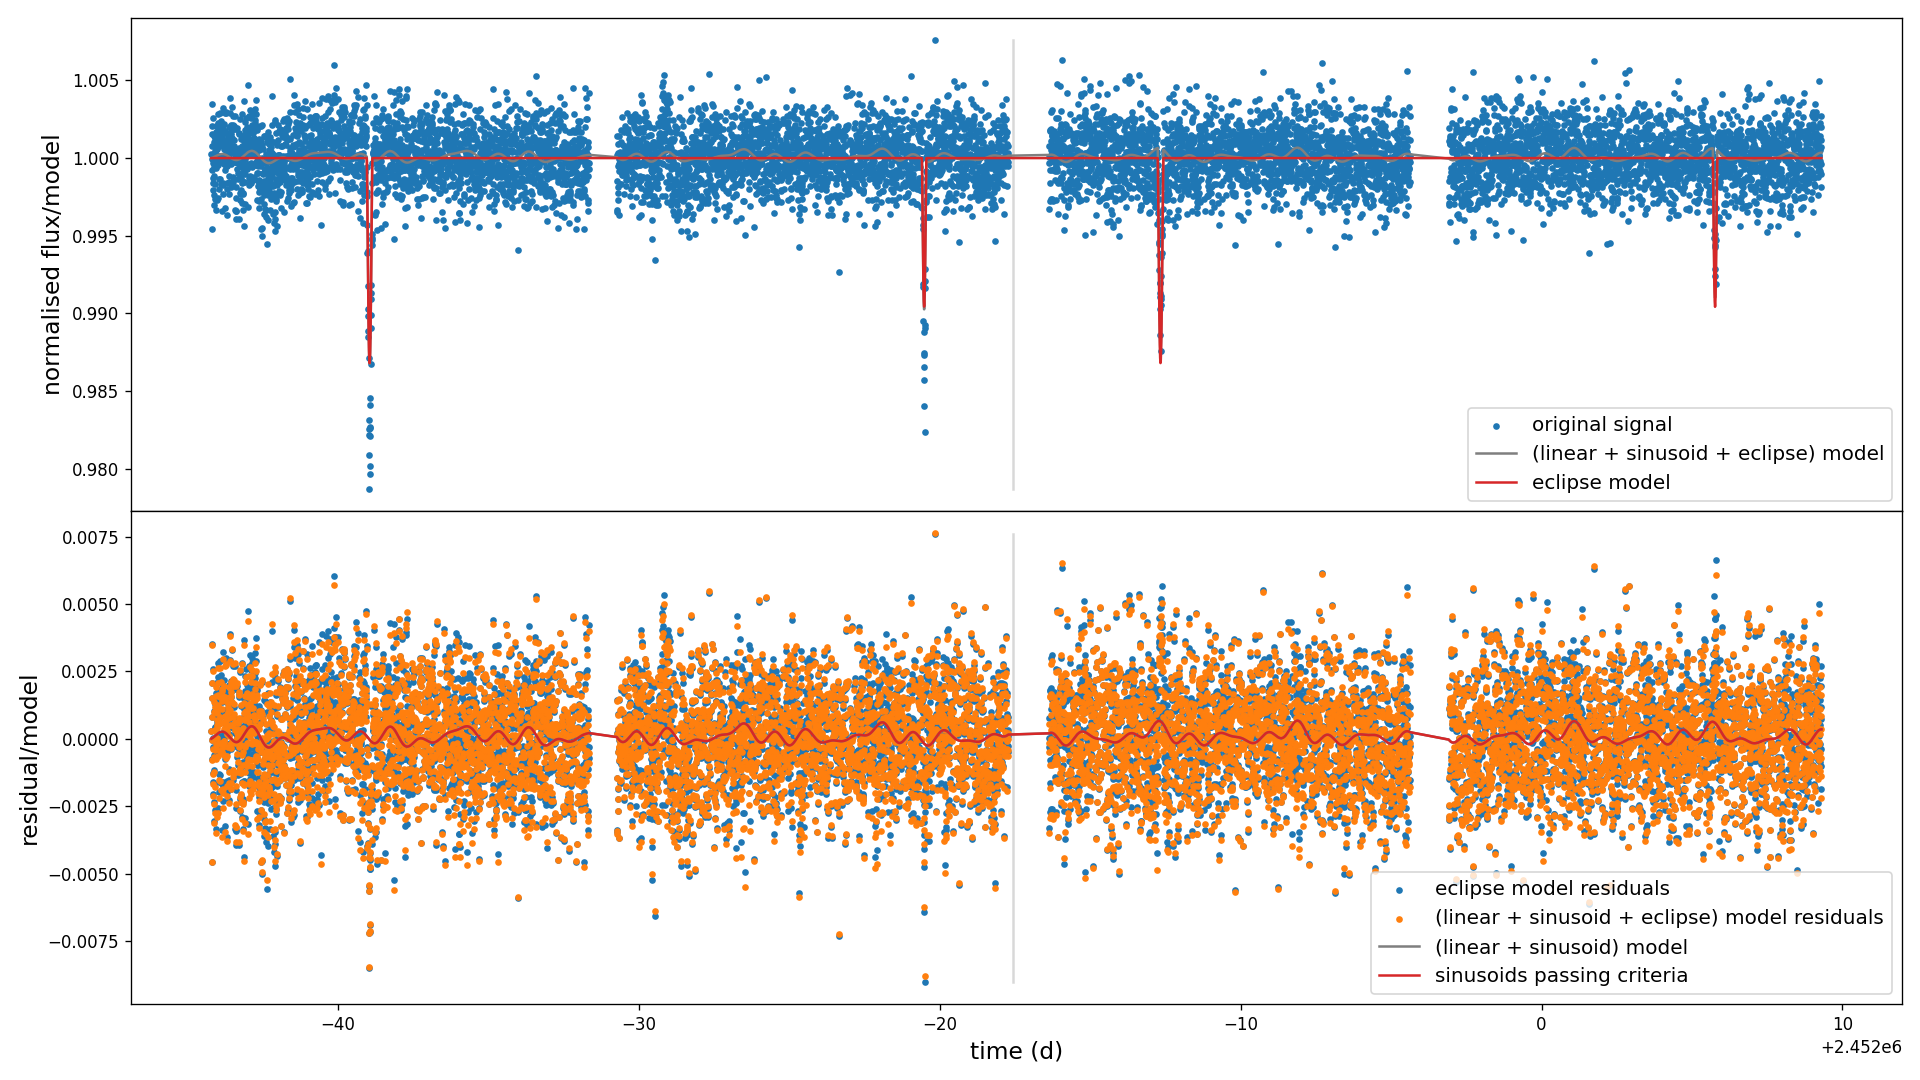 normalised flux/model
1.005
1.000
0.995
0.990
0.985
0.980
original signal
(linear + sinusoid + eclipse) model
eclipse model
residual/model
0.0075
0.0050
0.0025
0.0000
−0.0025
−0.0050
−0.0075
eclipse model residuals
(linear + sinusoid + eclipse) model residuals
(linear + sinusoid) model
sinusoids passing criteria
−40
−30
−20
−10
0
10
time (d)
+2.452e6